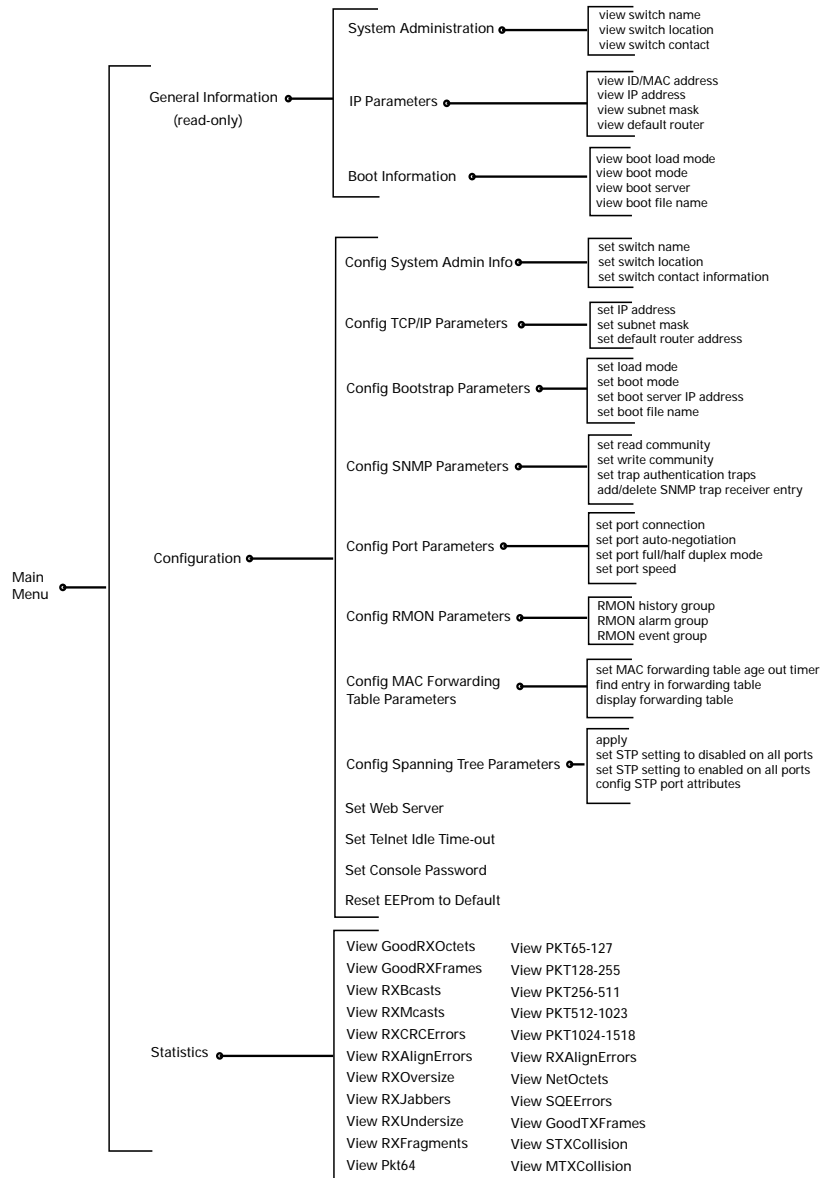 Main
Menu
General Information
(read-only)
System Administration
view switch name
view switch location
view switch contact
IP Parameters
view ID/MAC address
view IP address
view subnet mask
view default router
Boot Information
view boot load mode
view boot mode
view boot server
view boot file name
Configuration
Config System Admin Info
set switch name
set switch location
set switch contact information
Config TCP/IP Parameters
set IP address
set subnet mask
set default router address
Config Bootstrap Parameters
set load mode
set boot mode
set boot server IP address
set boot file name
Config SNMP Parameters
set read community
set write community
set trap authentication traps
add/delete SNMP trap receiver entry
Config Port Parameters
set port connection
set port auto-negotiation
set port full/half duplex mode
set port speed
Config RMON Parameters
RMON history group
RMON alarm group
RMON event group
Config MAC Forwarding
Table Parameters
set MAC forwarding table age out timer
find entry in forwarding table
display forwarding table
Config Spanning Tree Parameters
apply
set STP setting to disabled on all ports
set STP setting to enabled on all ports
config STP port attributes
Set Web Server
Set Telnet Idle Time-out
Set Console Password
Reset EEProm to Default
Statistics
View GoodRXOctets
View GoodRXFrames
View RXBcasts
View RXMcasts
View RXCRCErrors
View RXAlignErrors
View RXOversize
View RXJabbers
View RXUndersize
View RXFragments
View Pkt64
View PKT65-127
View PKT128-255
View PKT256-511
View PKT512-1023
View PKT1024-1518
View RXAlignErrors
View NetOctets
View SQEErrors
View GoodTXFrames
View STXCollision
View MTXCollision